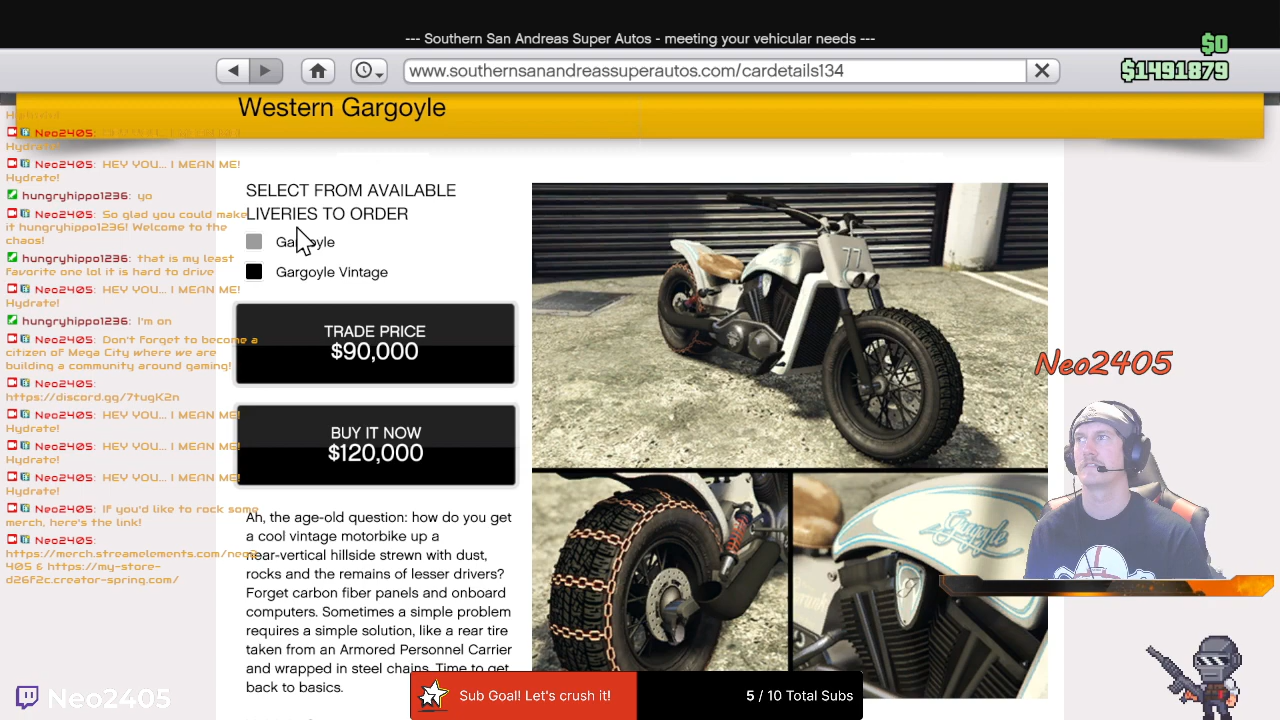 --- Southern San Andreas Super Autos - meeting your vehicular needs ---
$0
$1491879
www.southernsanandreassuperautos.com/cardetails134
Western Gargoyle
Neo2405:
Hydrate!
Neo2405: HEY YOU... I MEAN ME!
Hydrate!
hungryhippo1236: yo
Neo2405: So glad you could make
it hungryhippo1236! Welcome to the
chaos!
hungryhippo1236: that is my least
favorite one lol it is hard to drive
Neo2405: HEY YOU... I MEAN ME!
Hydrate!
hungryhippo1236: I'm on
Neo2405: Don't forget to become a
citizen of Mega City where we are
building a community around gaming!
Neo2405:
https://discord.gg/7tugK2n
Neo2405: HEY YOU... I MEAN ME!
Hydrate!
Neo2405: HEY YOU... I MEAN ME!
Hydrate!
Neo2405: HEY YOU... I MEAN ME!
Hydrate!
Neo2405: If you'd like to rock some
merch, here's the link!
Neo2405:
https://merch.streamelements.com/neo2
405 & https://my-store-
d26f2c.creator-spring.com/
SELECT FROM AVAILABLE
LIVERIES TO ORDER
Gargoyle
Gargoyle Vintage
TRADE PRICE
$90,000
BUY IT NOW
$120,000
Ah, the age-old question: how do you get
a cool vintage motorbike up a
near-vertical hillside strewn with dust,
rocks and the remains of lesser drivers?
Forget carbon fiber panels and onboard
computers. Sometimes a simple problem
requires a simple solution, like a rear tire
taken from an Armored Personnel Carrier
and wrapped in steel chains. Time to get
back to basics.
77
Gargoyle
Neo2405
Neo2405
Sub Goal! Let's crush it!
5 / 10 Total Subs